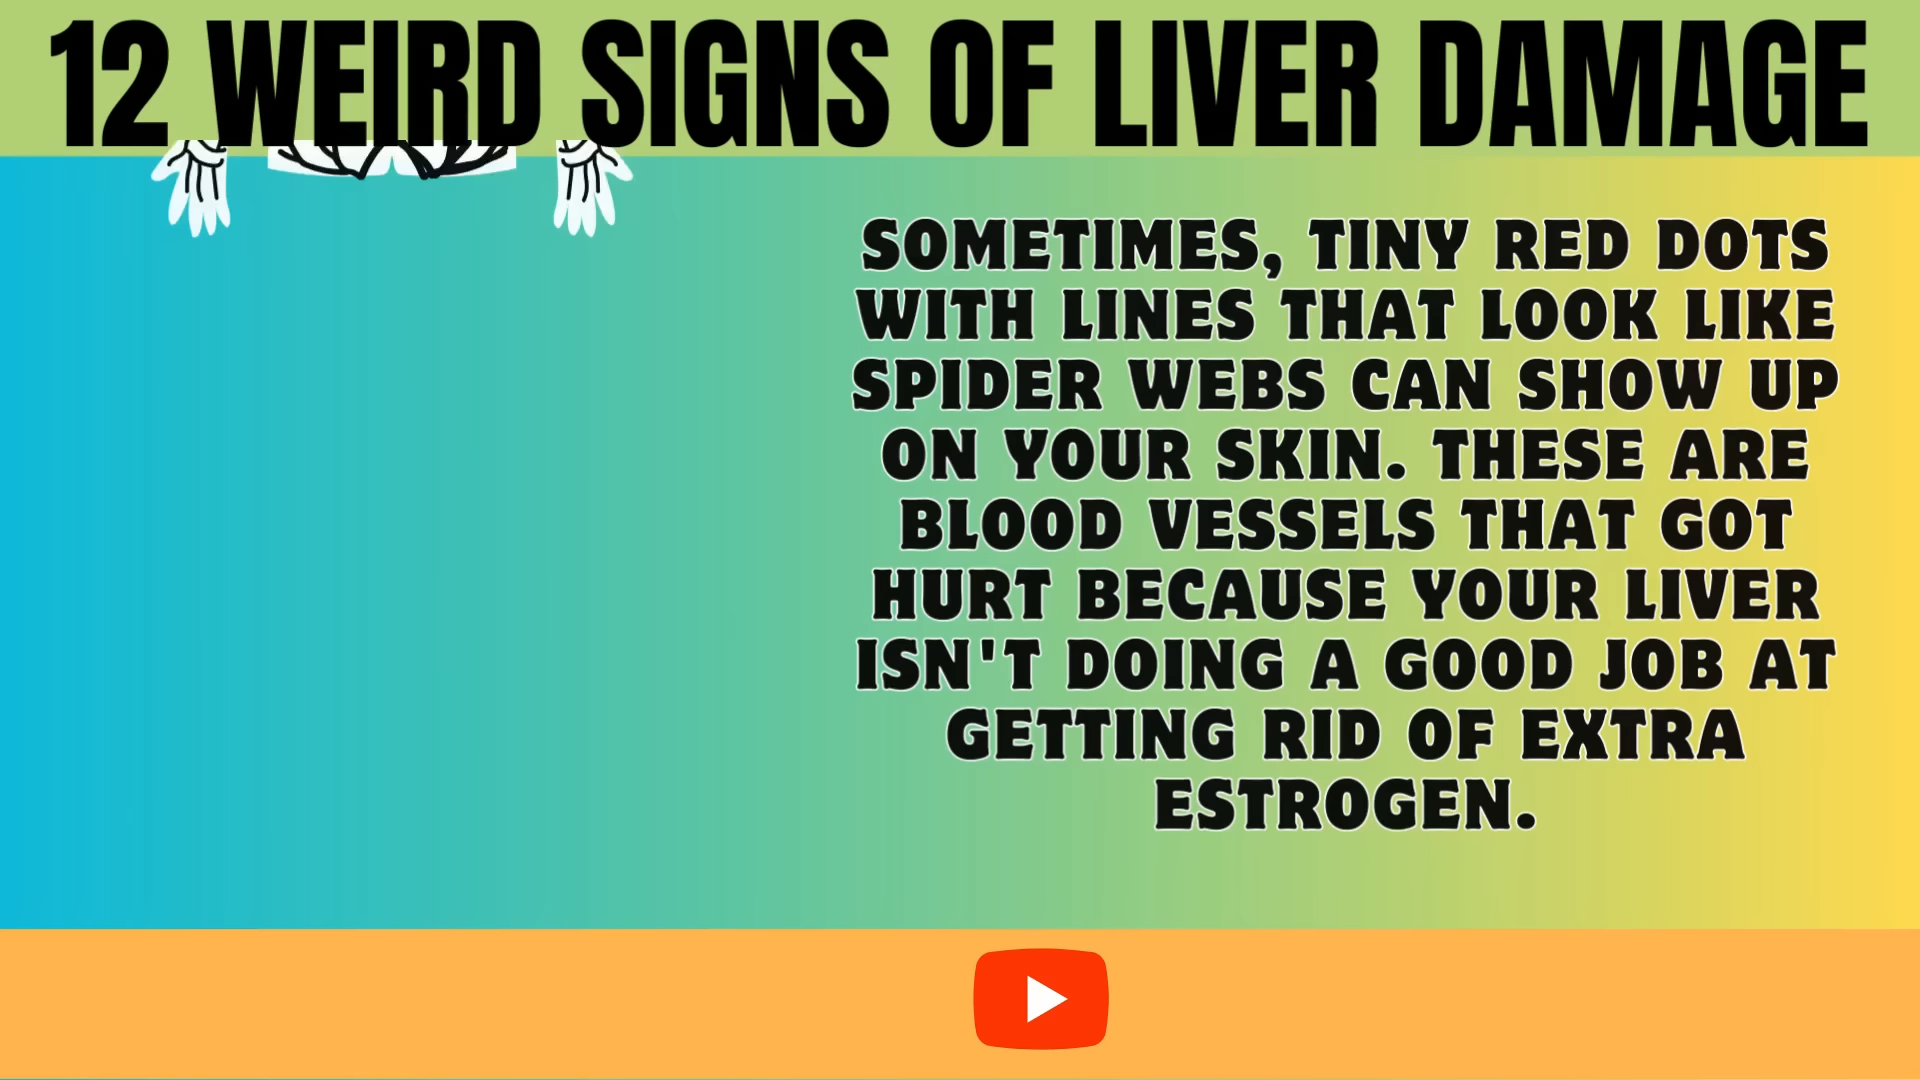 12 WEIRD SIGNS OF LIVER DAMAGE
SOMETIMES, TINY RED DOTS
WITH LINES THAT LOOK LIKE
SPIDER WEBS CAN SHOW UP
ON YOUR SKIN. THESE ARE
BLOOD VESSELS THAT GOT
HURT BECAUSE YOUR LIVER
ISN'T DOING A GOOD JOB AT
GETTING RID OF EXTRA
ESTROGEN.